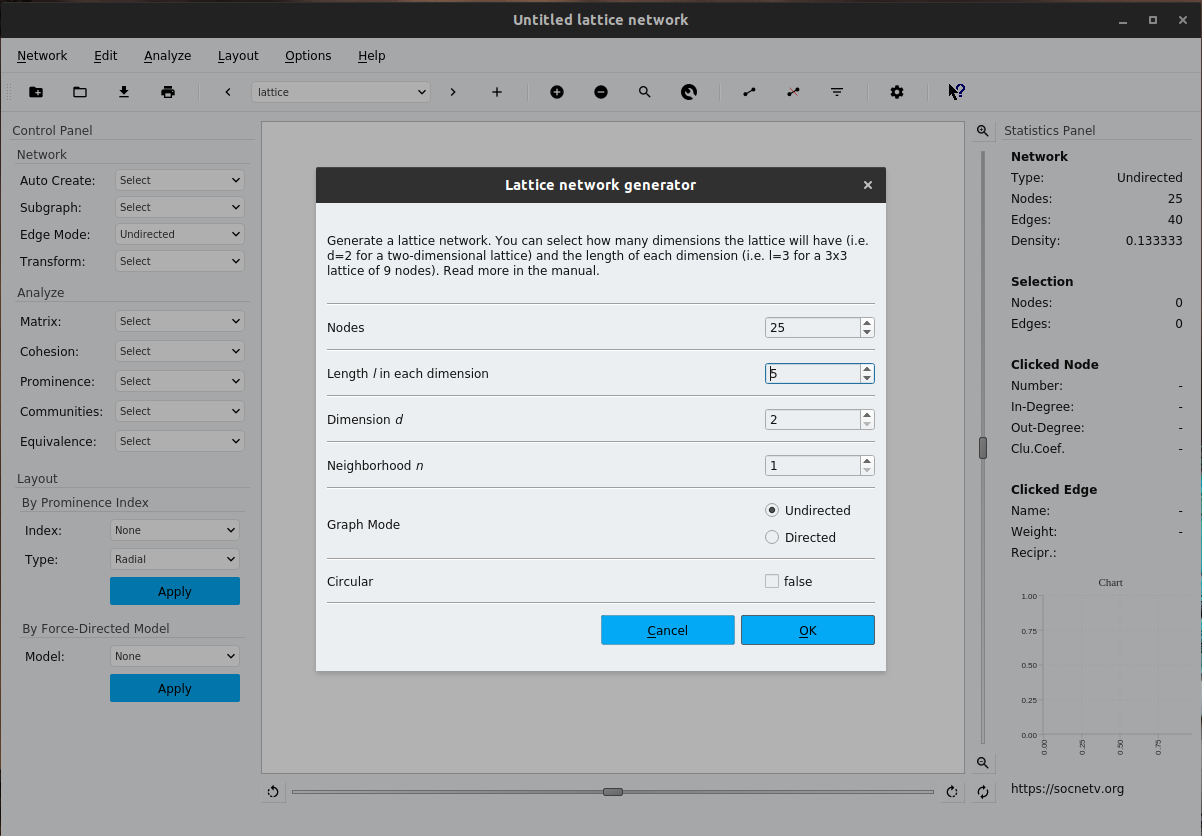 Untitled lattice network
Network Edit Analyze Layout Options Help
lattice
Control Panel
Network
Auto Create: Select
Subgraph: Select
Edge Mode: Undirected
Transform: Select
Analyze
Matrix: Select
Cohesion: Select
Prominence: Select
Communities: Select
Equivalence: Select
Layout
By Prominence Index
Index: None
Type: Radial
Apply
By Force-Directed Model
Model: None
Apply
Lattice network generator
Generate a lattice network. You can select how many dimensions the lattice will have (i.e.
d=2 for a two-dimensional lattice) and the length of each dimension (i.e. l=3 for a 3x3
lattice of 9 nodes). Read more in the manual.
Nodes 25
Length l in each dimension 5
Dimension d 2
Neighborhood n 1
Graph Mode
Undirected
Directed
Circular false
Cancel OK
Statistics Panel
Network
Type: Undirected
Nodes: 25
Edges: 40
Density: 0.133333
Selection
Nodes: 0
Edges: 0
Clicked Node
Number: -
In-Degree: -
Out-Degree: -
Clu.Coef. -
Clicked Edge
Name: -
Weight: -
Recipr.:
Chart
1.00
0.75
0.50
0.25
0.00
0.00 0.25 0.50 0.75
https://socnetv.org